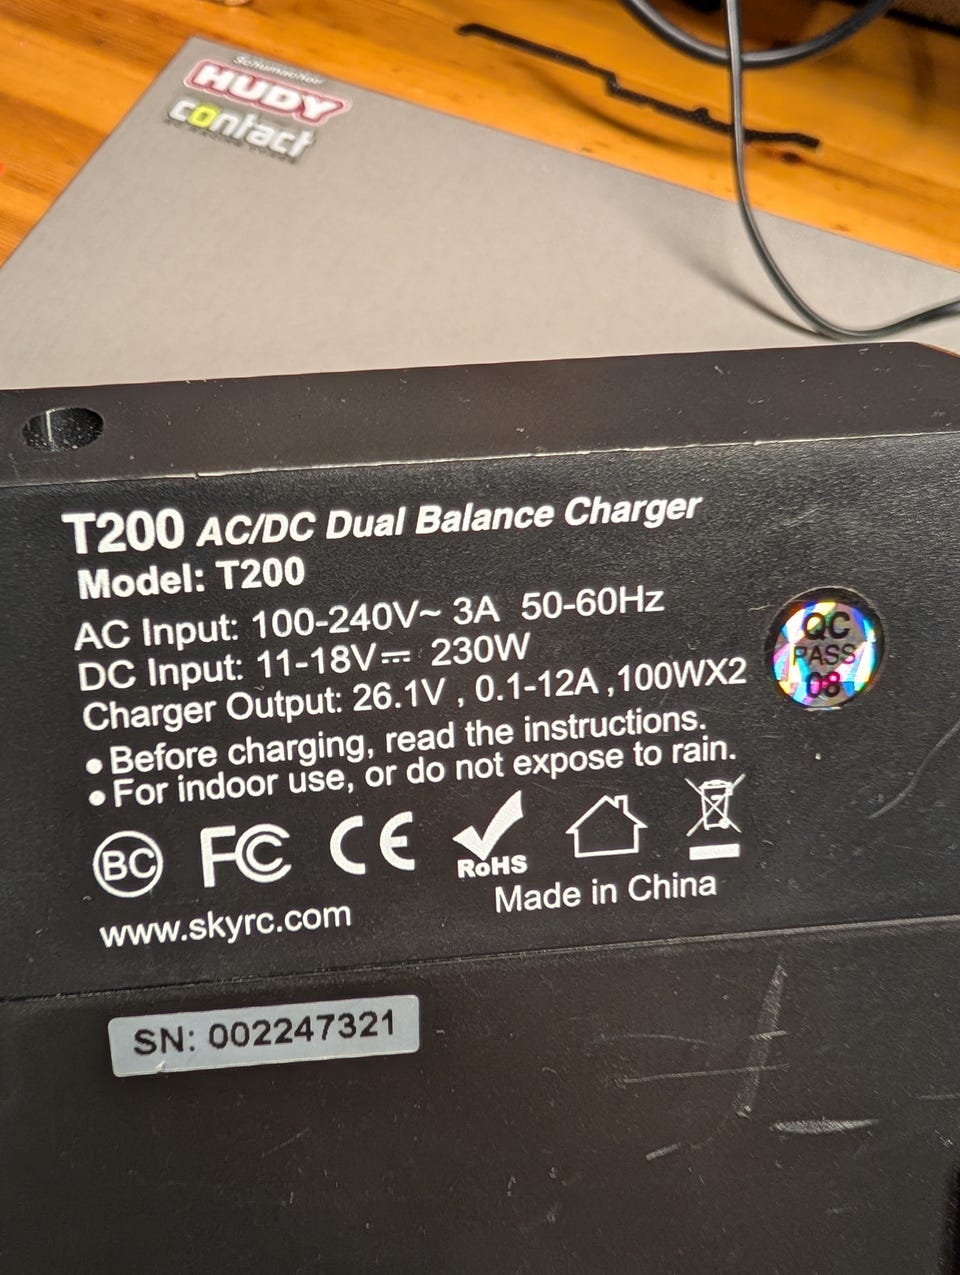 Schumacher
HUDY
contact
T200 AC/DC Dual Balance Charger
Model: T200
AC Input: 100-240V~ 3A 50-60Hz
DC Input: 11-18V⎓ 230W
Charger Output: 26.1V , 0.1-12A ,100WX2
•Before charging, read the instructions.
•For indoor use, or do not expose to rain.
BC FC CE RoHS
www.skyrc.com
Made in China
QC
PASS
08
SN: 002247321